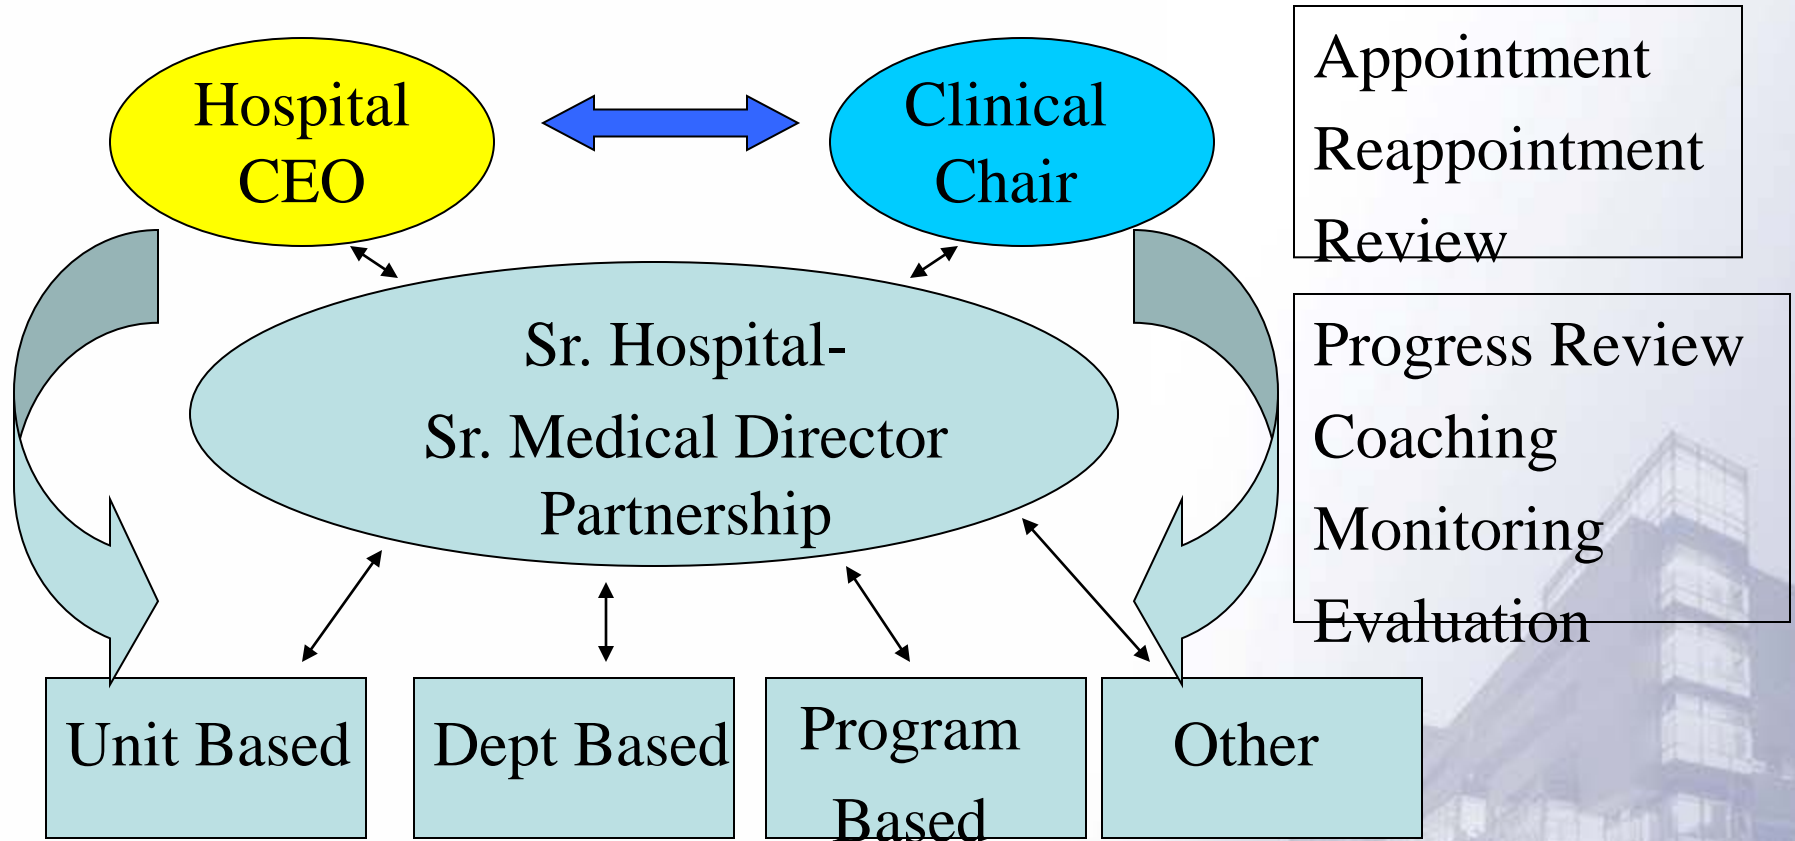 Hospital
CEO
Clinical
Chair
Appointment
Reappointment
Review
Sr. Hospital-
Sr. Medical Director
Partnership
Progress Review
Coaching
Monitoring
Evaluation
Unit Based
Dept Based
Program
Based
Other